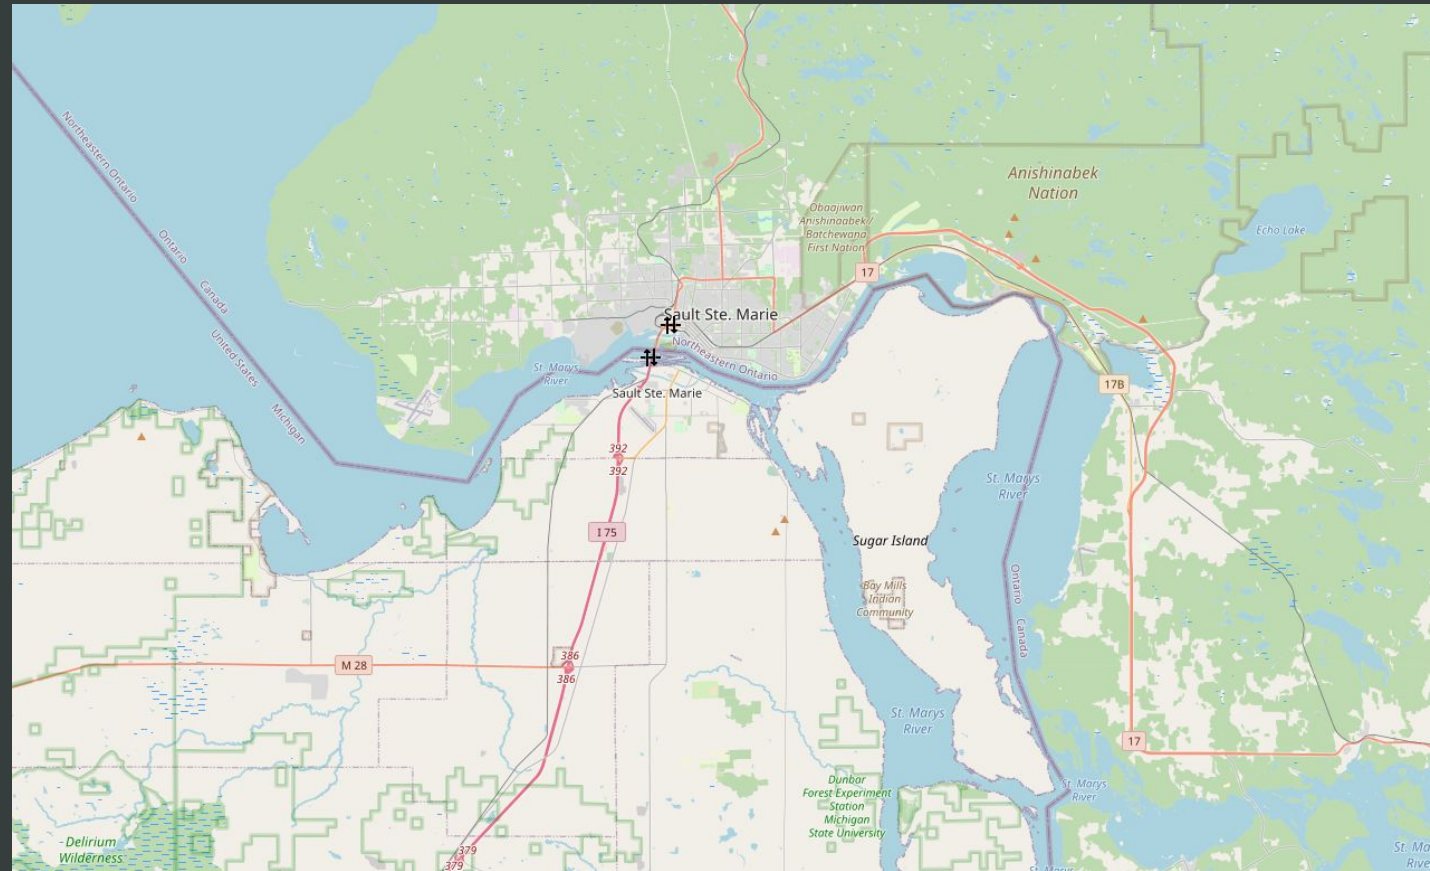 Northeastern Ontario
Ontario
Canada
United States
Michigan
Anishinabek
Nation
Obaajiwan
Anishinaabek /
Batchewana
First Nation
Echo Lake
17
Sault Ste. Marie
Northeastern Ontario
St. Marys
River
Sault Ste. Marie
17B
392
392
St. Marys
River
I 75
Sugar Island
Bay Mills
Indian
Community
Ontario
Canada
386
M 28
386
St. Marys
River
17
St. Marys
River
Dunbar
Forest Experiment
Station
Michigan
State University
Delirium
Wilderness
379
379
St. Ma
Rive
St. Marys